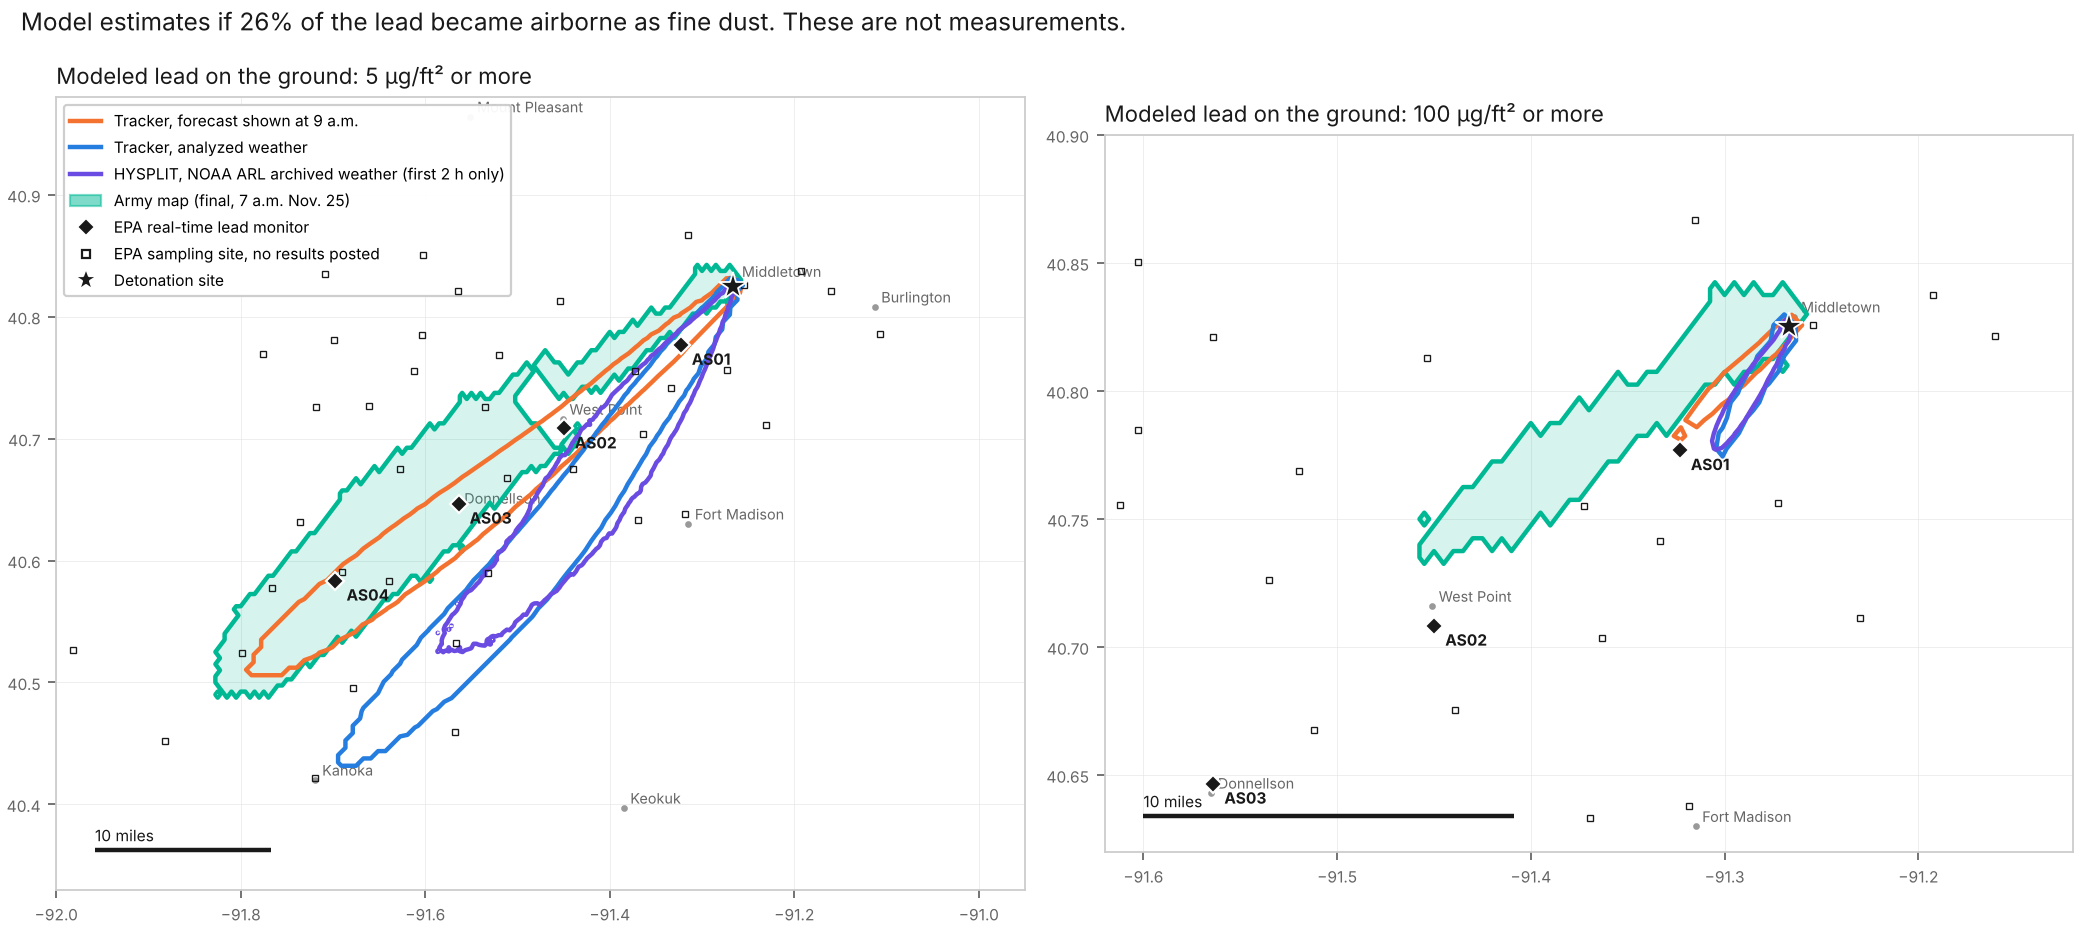 Model estimates if 26% of the lead became airborne as fine dust. These are not measurements.
Modeled lead on the ground: 5 µg/ft² or more
Tracker, forecast shown at 9 a.m.
Tracker, analyzed weather
HYSPLIT, NOAA ARL archived weather (first 2 h only)
Army map (final, 7 a.m. Nov. 25)
EPA real-time lead monitor
EPA sampling site, no results posted
Detonation site
Pleasant
Middletown
Burlington
AS01
West Point
AS02
Donnellson
AS03
Fort Madison
AS04
Kahoka
Keokuk
10 miles
40.9
40.8
40.7
40.6
40.5
40.4
−92.0
−91.8
−91.6
−91.4
−91.2
−91.0
Modeled lead on the ground: 100 µg/ft² or more
Middletown
AS01
West Point
AS02
Donnellson
AS03
10 miles
Fort Madison
40.90
40.85
40.80
40.75
40.70
40.65
−91.6
−91.5
−91.4
−91.3
−91.2